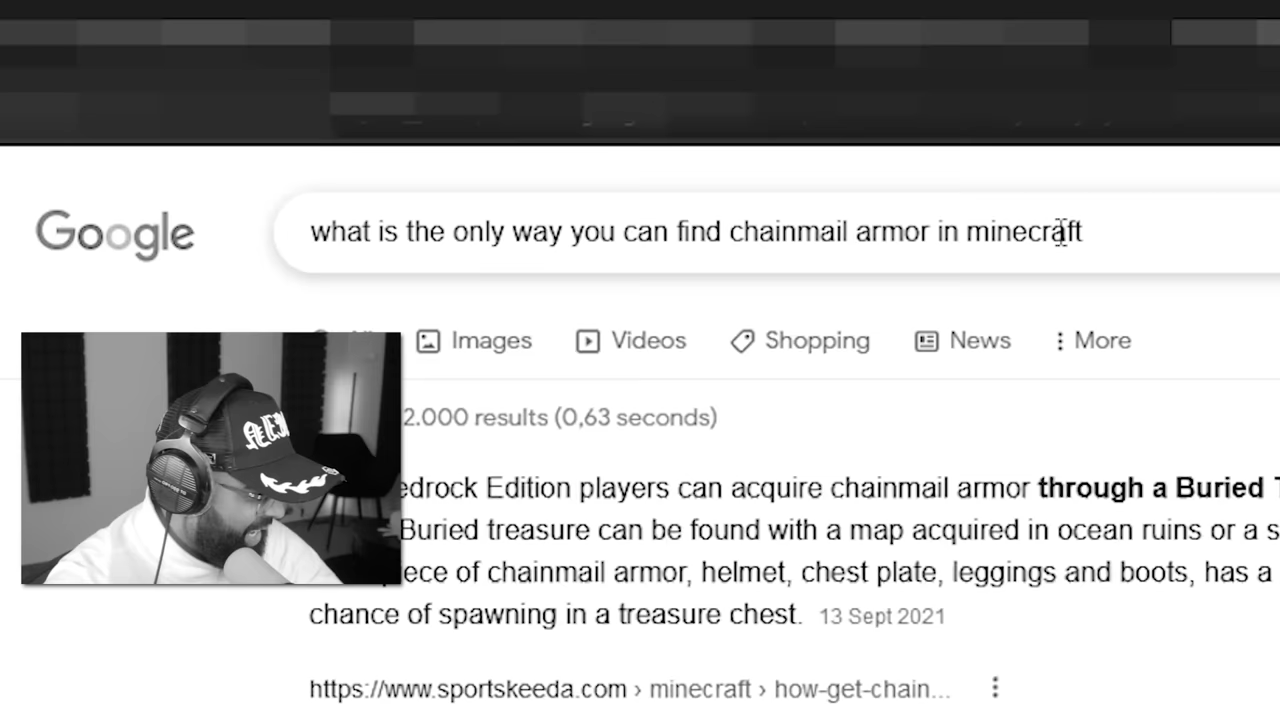 Google
what is the only way you can find chainmail armor in minecraft
Images Videos Shopping News More
2.000 results (0,63 seconds)
edrock Edition players can acquire chainmail armor through a Buried
Buried treasure can be found with a map acquired in ocean ruins or a s
ece of chainmail armor, helmet, chest plate, leggings and boots, has a
chance of spawning in a treasure chest. 13 Sept 2021
https://www.sportskeeda.com › minecraft › how-get-chain...